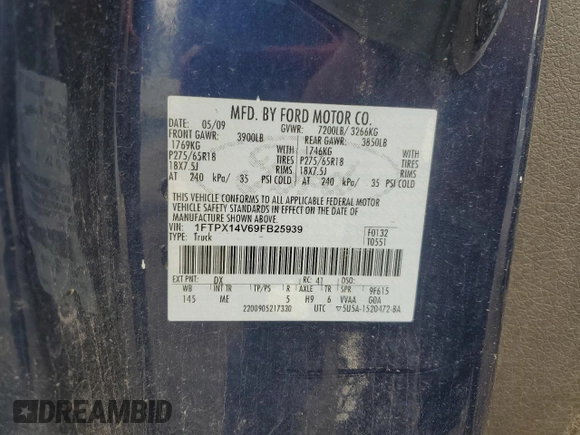 MFD. BY FORD MOTOR CO.
DATE: 05/09 GVWR: 7200LB/ 3266KG
FRONT GAWR: 3900LB REAR GAWR: 3850LB
1769KG WITH 1746KG WITH
P275/65R18 TIRES P275/65R18 TIRES
18X7.5J RIMS 18X7.5J RIMS
AT 240 kPa/ 35 PSI COLD AT 240 kPa/ 35 PSI COLD
THIS VEHICLE CONFORMS TO ALL APPLICABLE FEDERAL MOTOR
VEHICLE SAFETY STANDARDS IN EFFECT ON THE DATE OF MANUFACTURE
SHOWN ABOVE.
VIN: 1FTPX14V69FB25939 F0132
TYPE: Truck T0551
EXT PNT: DX RC: 41 DSO:
WB INT TR TP/PS R AXLE TR SPR 9F615
145 ME 5 H9 6 VVAA GOA
2200905217330 UTC ▽5U5A-1520472-BA
DREAMBID